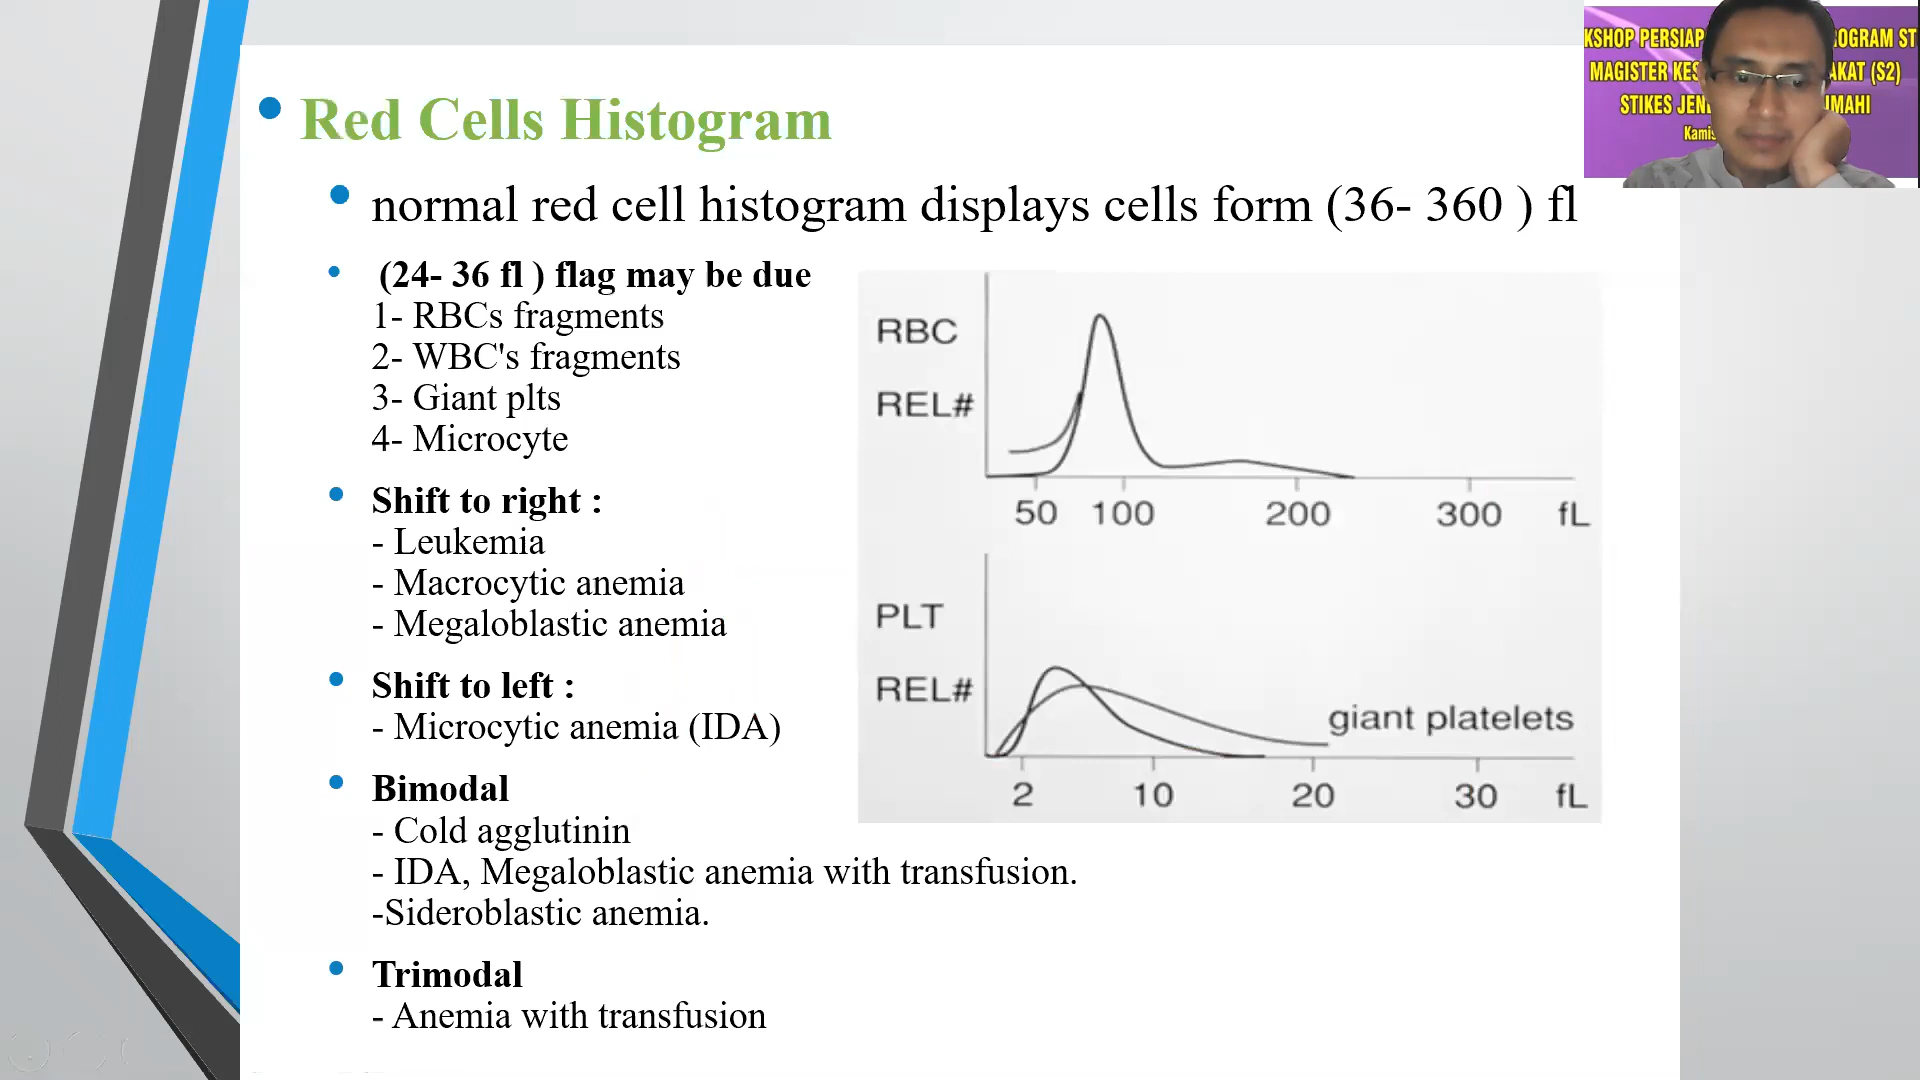 Red Cells Histogram
normal red cell histogram displays cells form (36- 360 ) fl
(24- 36 fl ) flag may be due
1- RBCs fragments
2- WBC's fragments
3- Giant plts
4- Microcyte
Shift to right :
- Leukemia
- Macrocytic anemia
- Megaloblastic anemia
Shift to left :
- Microcytic anemia (IDA)
Bimodal
- Cold agglutinin
- IDA, Megaloblastic anemia with transfusion.
-Sideroblastic anemia.
Trimodal
- Anemia with transfusion
RBC
REL#
50 100 200 300 fL
PLT
REL#
giant platelets
2 10 20 30 fL
KSHOP PERSIAP OGRAM ST
MAGISTER KES AKAT (S2)
STIKES JEN IMAHI
Kamis